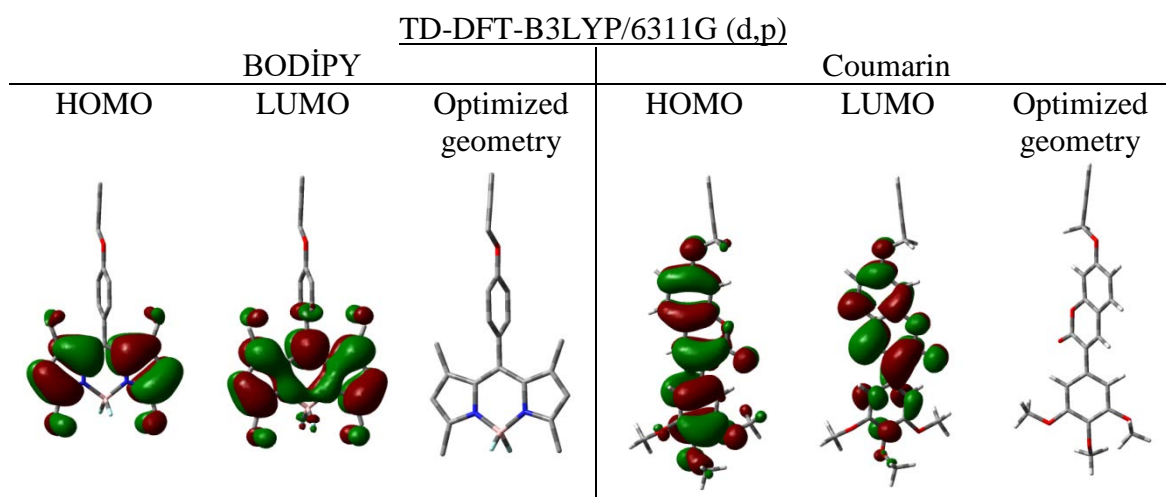 TD-DFT-B3LYP/6311G (d,p)
BODİPY Coumarin
HOMO LUMO Optimized geometry HOMO LUMO Optimized geometry